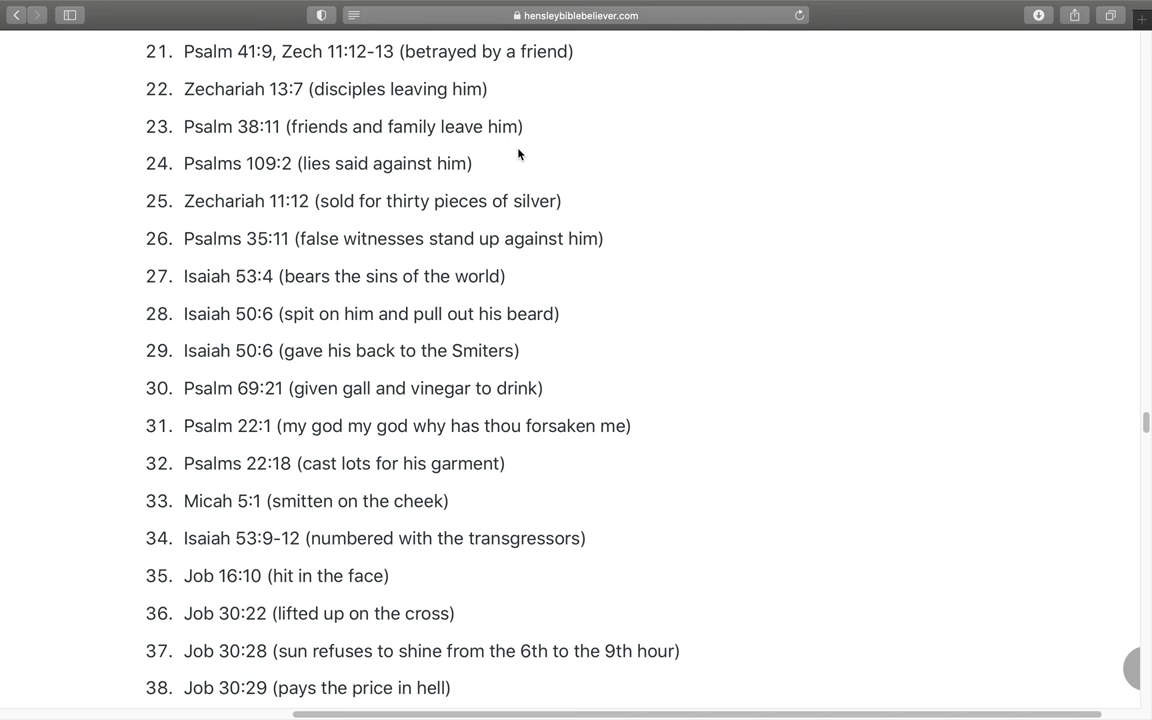 hensleybiblebeliever.com
21. Psalm 41:9, Zech 11:12-13 (betrayed by a friend)
22. Zechariah 13:7 (disciples leaving him)
23. Psalm 38:11 (friends and family leave him)
24. Psalms 109:2 (lies said against him)
25. Zechariah 11:12 (sold for thirty pieces of silver)
26. Psalms 35:11 (false witnesses stand up against him)
27. Isaiah 53:4 (bears the sins of the world)
28. Isaiah 50:6 (spit on him and pull out his beard)
29. Isaiah 50:6 (gave his back to the Smiters)
30. Psalm 69:21 (given gall and vinegar to drink)
31. Psalm 22:1 (my god my god why has thou forsaken me)
32. Psalms 22:18 (cast lots for his garment)
33. Micah 5:1 (smitten on the cheek)
34. Isaiah 53:9-12 (numbered with the transgressors)
35. Job 16:10 (hit in the face)
36. Job 30:22 (lifted up on the cross)
37. Job 30:28 (sun refuses to shine from the 6th to the 9th hour)
38. Job 30:29 (pays the price in hell)